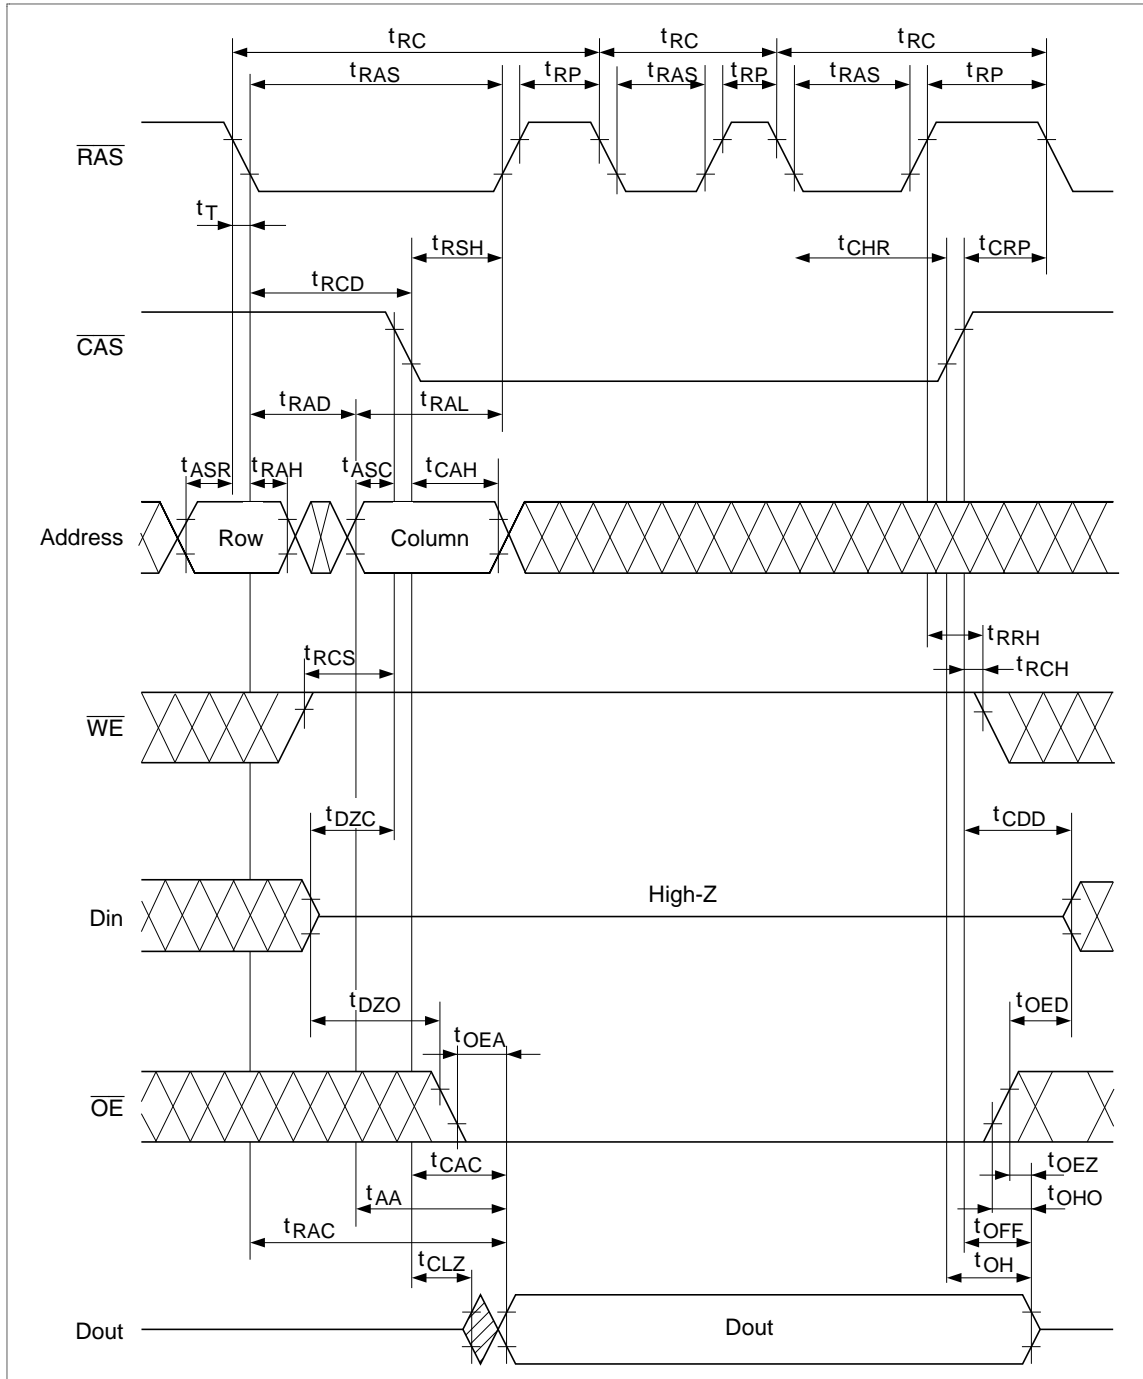 tRC tRC tRC
tRAS tRP tRAS tRP tRAS tRP
RAS
tT
tRSH tCHR tCRP
tRCD
CAS
tRAD tRAL
tASR tRAH tASC tCAH
Address Row Column
tRRH
tRCS tRCH
WE
tDZC tCDD
High-Z
Din
tDZO tOED
tOEA
OE
tCAC tOEZ
tAA tOHO
tRAC tOFF
tCLZ tOH
Dout Dout